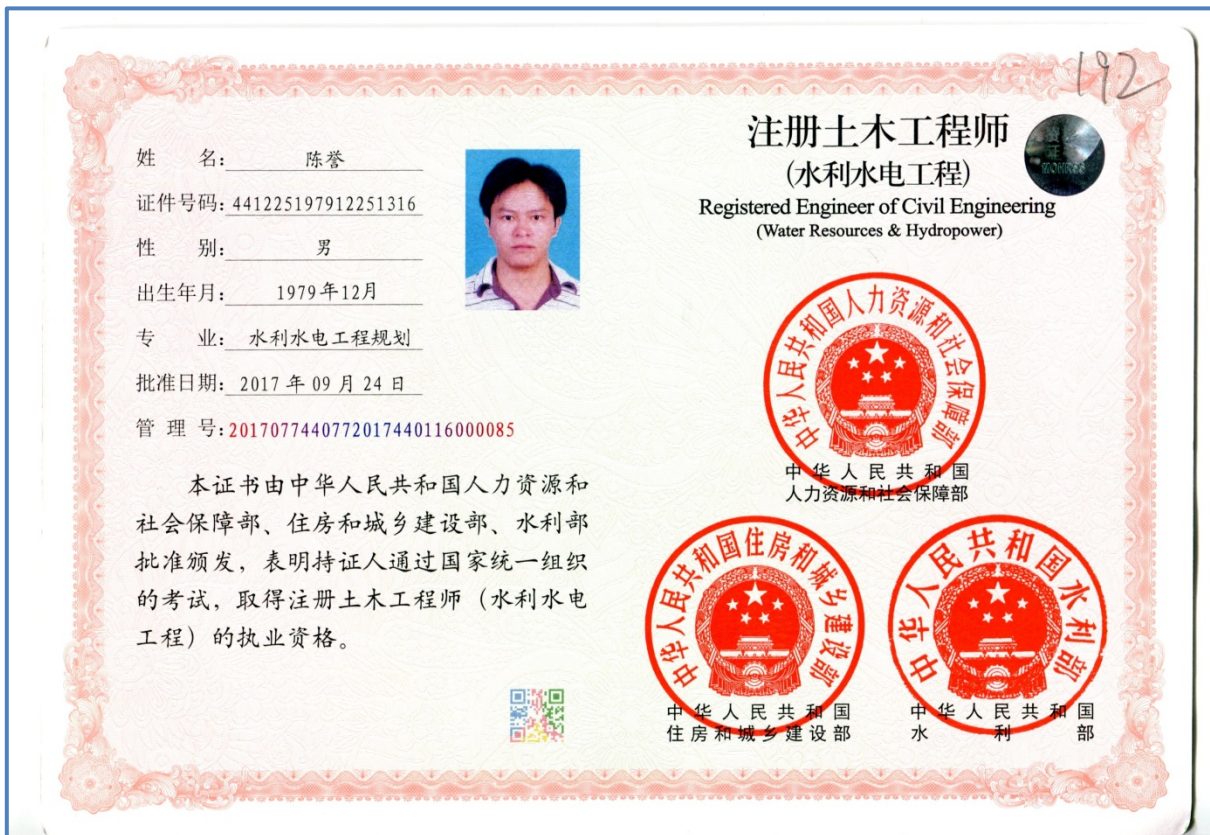 192
姓 名: 陈誉
证件号码: 441225197912251316
性 别: 男
出生年月: 1979年12月
专 业: 水利水电工程规划
批准日期: 2017 年 09 月 24 日
管 理 号: 2017077440772017440116000085
本证书由中华人民共和国人力资源和
社会保障部、住房和城乡建设部、水利部
批准颁发,表明持证人通过国家统一组织
的考试,取得注册土木工程师(水利水电
工程)的执业资格。
注册土木工程师
(水利水电工程)
Registered Engineer of Civil Engineering
(Water Resources & Hydropower)
中华人民共和国人力资源和社会保障部
中华人民共和国
人力资源和社会保障部
中华人民共和国住房和城乡建设部
中华人民共和国
住房和城乡建设部
中华人民共和国水利部
中华人民共和国
水利部